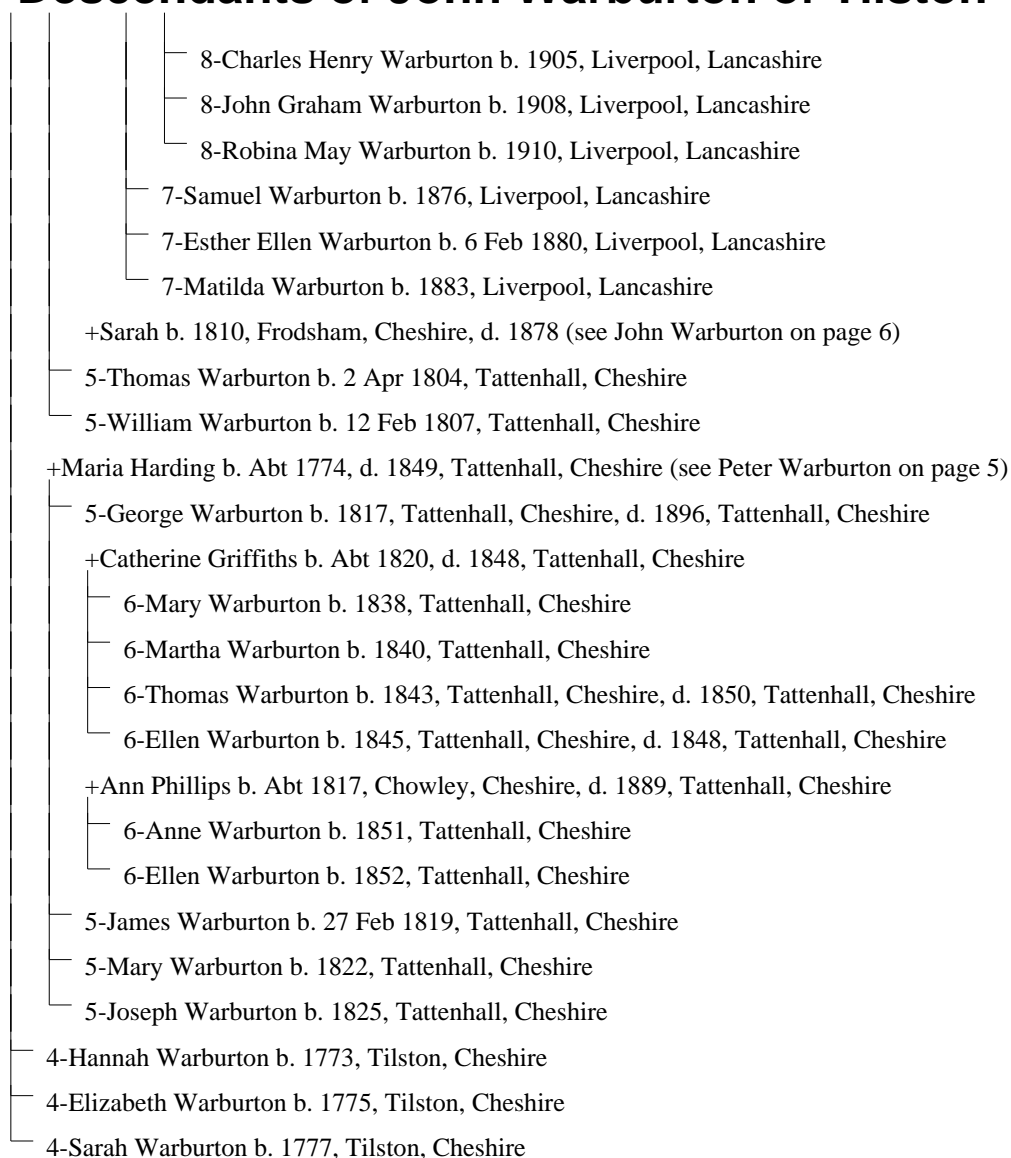 Descendants of John Warburton of Tilston
8-Charles Henry Warburton b. 1905, Liverpool, Lancashire
8-John Graham Warburton b. 1908, Liverpool, Lancashire
8-Robina May Warburton b. 1910, Liverpool, Lancashire
7-Samuel Warburton b. 1876, Liverpool, Lancashire
7-Esther Ellen Warburton b. 6 Feb 1880, Liverpool, Lancashire
7-Matilda Warburton b. 1883, Liverpool, Lancashire
+Sarah b. 1810, Frodsham, Cheshire, d. 1878 (see John Warburton on page 6)
5-Thomas Warburton b. 2 Apr 1804, Tattenhall, Cheshire
5-William Warburton b. 12 Feb 1807, Tattenhall, Cheshire
+Maria Harding b. Abt 1774, d. 1849, Tattenhall, Cheshire (see Peter Warburton on page 5)
5-George Warburton b. 1817, Tattenhall, Cheshire, d. 1896, Tattenhall, Cheshire
+Catherine Griffiths b. Abt 1820, d. 1848, Tattenhall, Cheshire
6-Mary Warburton b. 1838, Tattenhall, Cheshire
6-Martha Warburton b. 1840, Tattenhall, Cheshire
6-Thomas Warburton b. 1843, Tattenhall, Cheshire, d. 1850, Tattenhall, Cheshire
6-Ellen Warburton b. 1845, Tattenhall, Cheshire, d. 1848, Tattenhall, Cheshire
+Ann Phillips b. Abt 1817, Chowley, Cheshire, d. 1889, Tattenhall, Cheshire
6-Anne Warburton b. 1851, Tattenhall, Cheshire
6-Ellen Warburton b. 1852, Tattenhall, Cheshire
5-James Warburton b. 27 Feb 1819, Tattenhall, Cheshire
5-Mary Warburton b. 1822, Tattenhall, Cheshire
5-Joseph Warburton b. 1825, Tattenhall, Cheshire
4-Hannah Warburton b. 1773, Tilston, Cheshire
4-Elizabeth Warburton b. 1775, Tilston, Cheshire
4-Sarah Warburton b. 1777, Tilston, Cheshire